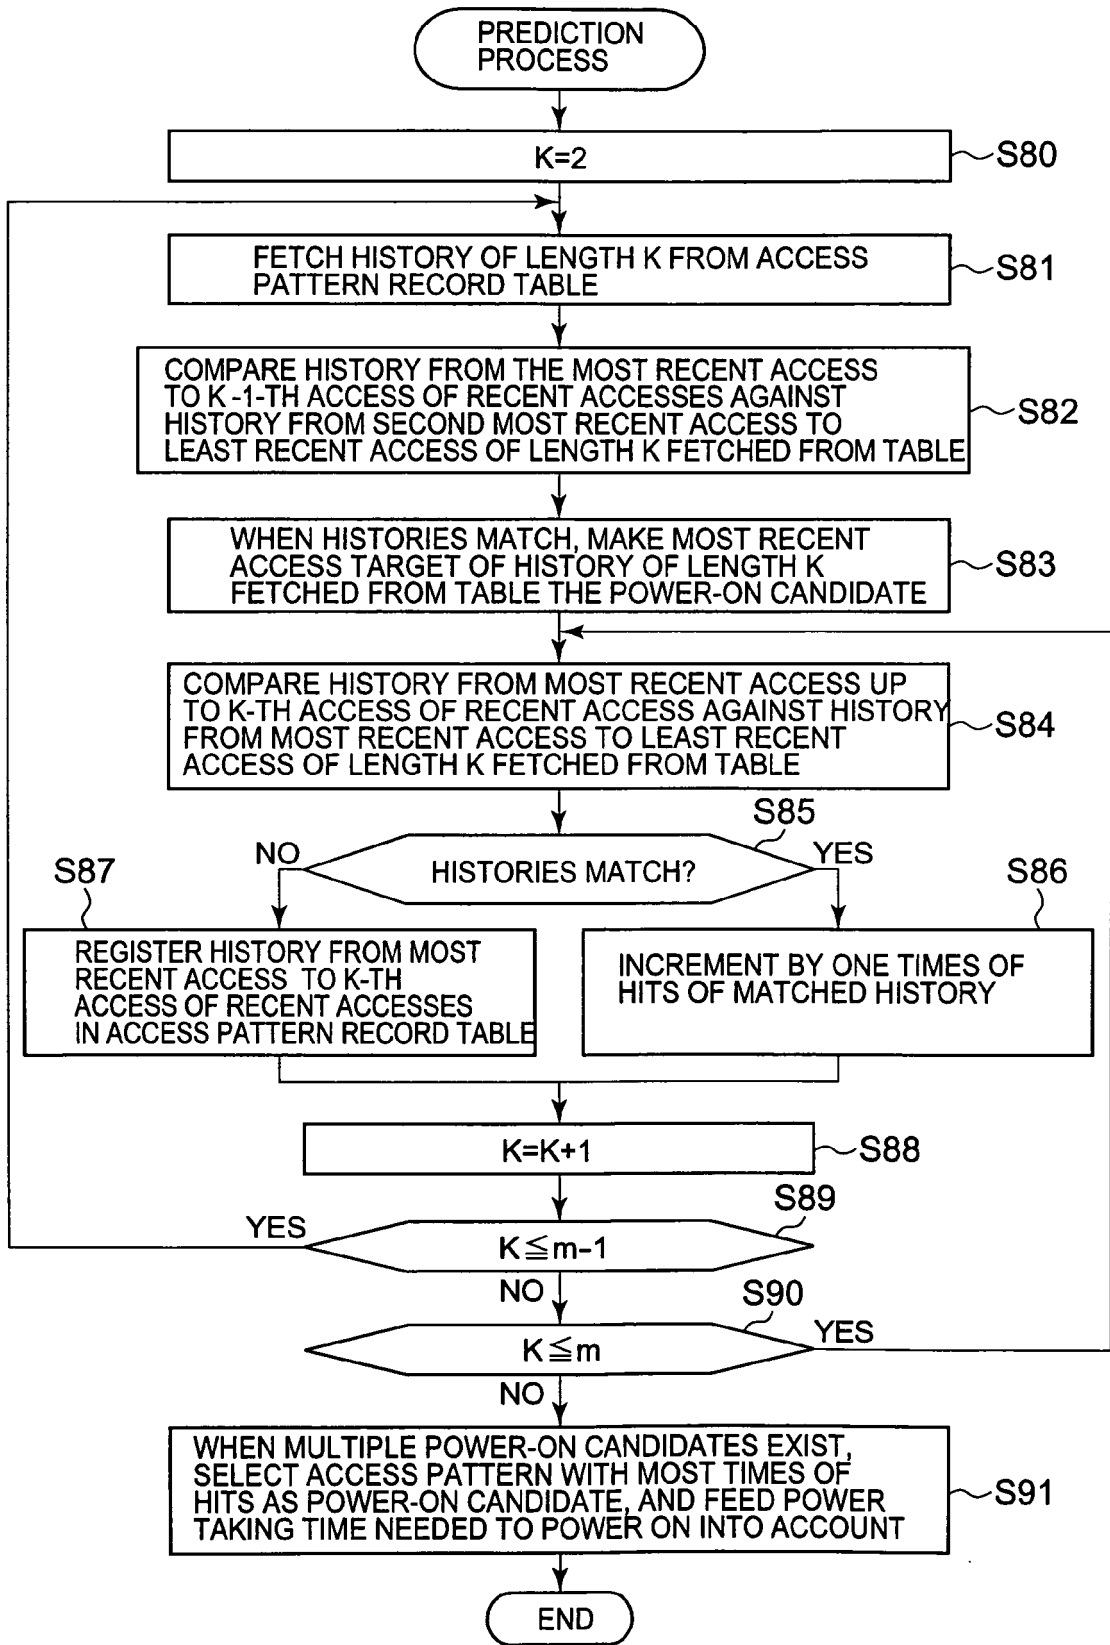 PREDICTION
PROCESS
K=2
S80
FETCH HISTORY OF LENGTH K FROM ACCESS
PATTERN RECORD TABLE
S81
COMPARE HISTORY FROM THE MOST RECENT ACCESS
TO K-1-TH ACCESS OF RECENT ACCESSES AGAINST
HISTORY FROM SECOND MOST RECENT ACCESS TO
LEAST RECENT ACCESS OF LENGTH K FETCHED FROM TABLE
S82
WHEN HISTORIES MATCH, MAKE MOST RECENT
ACCESS TARGET OF HISTORY OF LENGTH K
FETCHED FROM TABLE THE POWER-ON CANDIDATE
S83
COMPARE HISTORY FROM MOST RECENT ACCESS UP
TO K-TH ACCESS OF RECENT ACCESS AGAINST HISTORY
FROM MOST RECENT ACCESS TO LEAST RECENT
ACCESS OF LENGTH K FETCHED FROM TABLE
S84
S85
NO
HISTORIES MATCH?
YES
S87
S86
REGISTER HISTORY FROM MOST
RECENT ACCESS TO K-TH
ACCESS OF RECENT ACCESSES
IN ACCESS PATTERN RECORD TABLE
INCREMENT BY ONE TIMES OF
HITS OF MATCHED HISTORY
K=K+1
S88
S89
YES
K≦m-1
NO
S90
K≦m
YES
NO
WHEN MULTIPLE POWER-ON CANDIDATES EXIST,
SELECT ACCESS PATTERN WITH MOST TIMES OF
HITS AS POWER-ON CANDIDATE, AND FEED POWER
TAKING TIME NEEDED TO POWER ON INTO ACCOUNT
S91
END